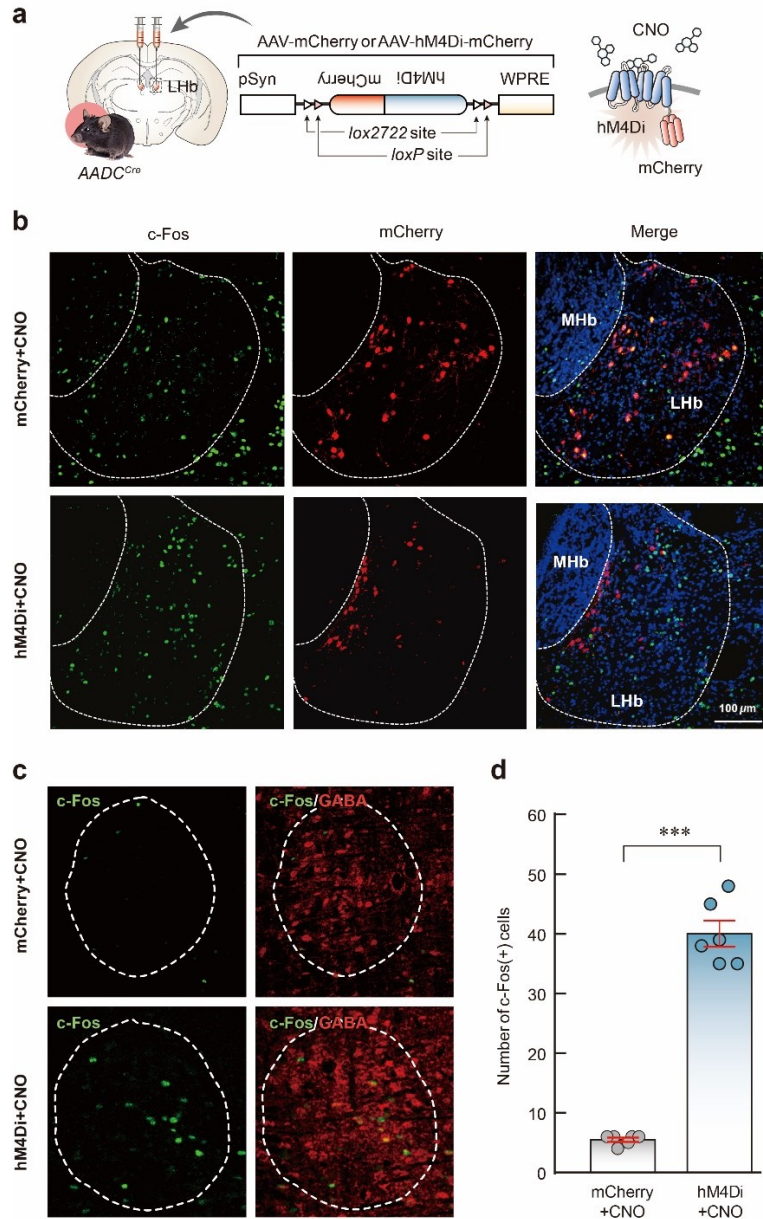 a
AAV-mCherry or AAV-hM4Di-mCherry
CNO
LHb
pSyn
mCherry
hM4Di
WPRE
lox2722 site
loxP site
hM4Di
mCherry
AADCCre
b
c-Fos
mCherry
Merge
mCherry+CNO
MHb
LHb
hM4Di+CNO
MHb
LHb
100 µm
c
mCherry+CNO
c-Fos
c-Fos/GABA
hM4Di+CNO
c-Fos
c-Fos/GABA
d
Number of c-Fos(+) cells
60
50
40
30
20
10
0
***
mCherry
+CNO
hM4Di
+CNO